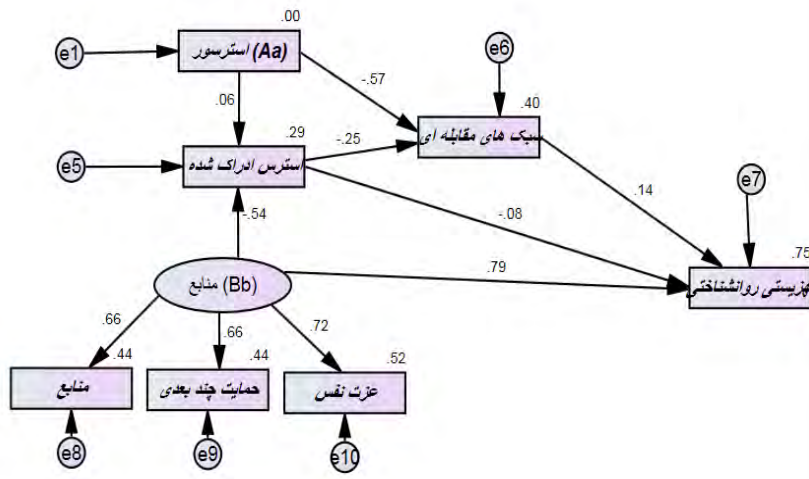 .00
e1
استرسور (Aa)
e6
-.57
.40
.06
سبک های مقابله ای
.29
-.25
e5
استرس ادراک شده
e7
.14
-.54
-.08
.75
منابع (Bb)
.79
بهزیستی روانشناختی
.66
.66
.72
.44
.44
.52
منابع
حمایت چند بعدی
عزت نفس
e8
e9
e10